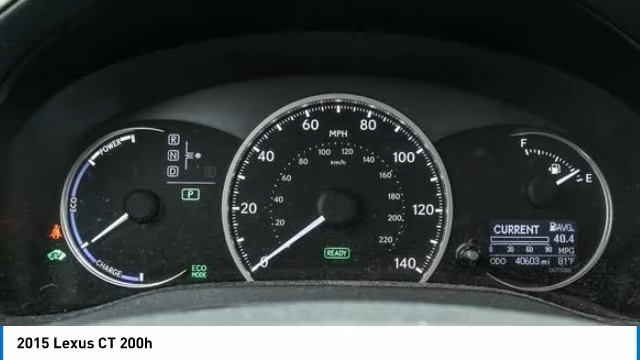 POWER
ECO
CHARGE
R
N
D
B
P
ECO
MODE
0 20 40 60 80 100 120 140
MPH
20 40 60 80 100 120 140 160 180 200 220
km/h
READY
F
E
CURRENT AVG.
40.4
0 30 60 90 MPG
ODO 40603 mi 81°F
OUTSIDE
2015 Lexus CT 200h